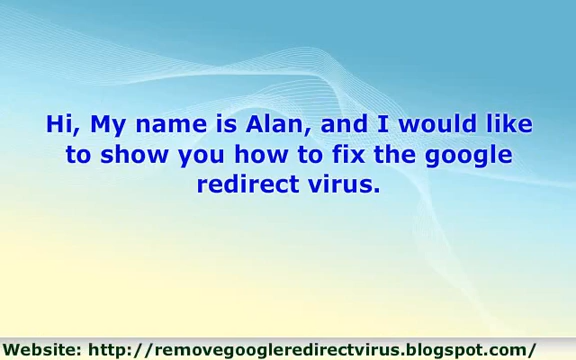 Hi, My name is Alan, and I would like
to show you how to fix the google
redirect virus.
Website: http://removegoogleredirectvirus.blogspot.com/